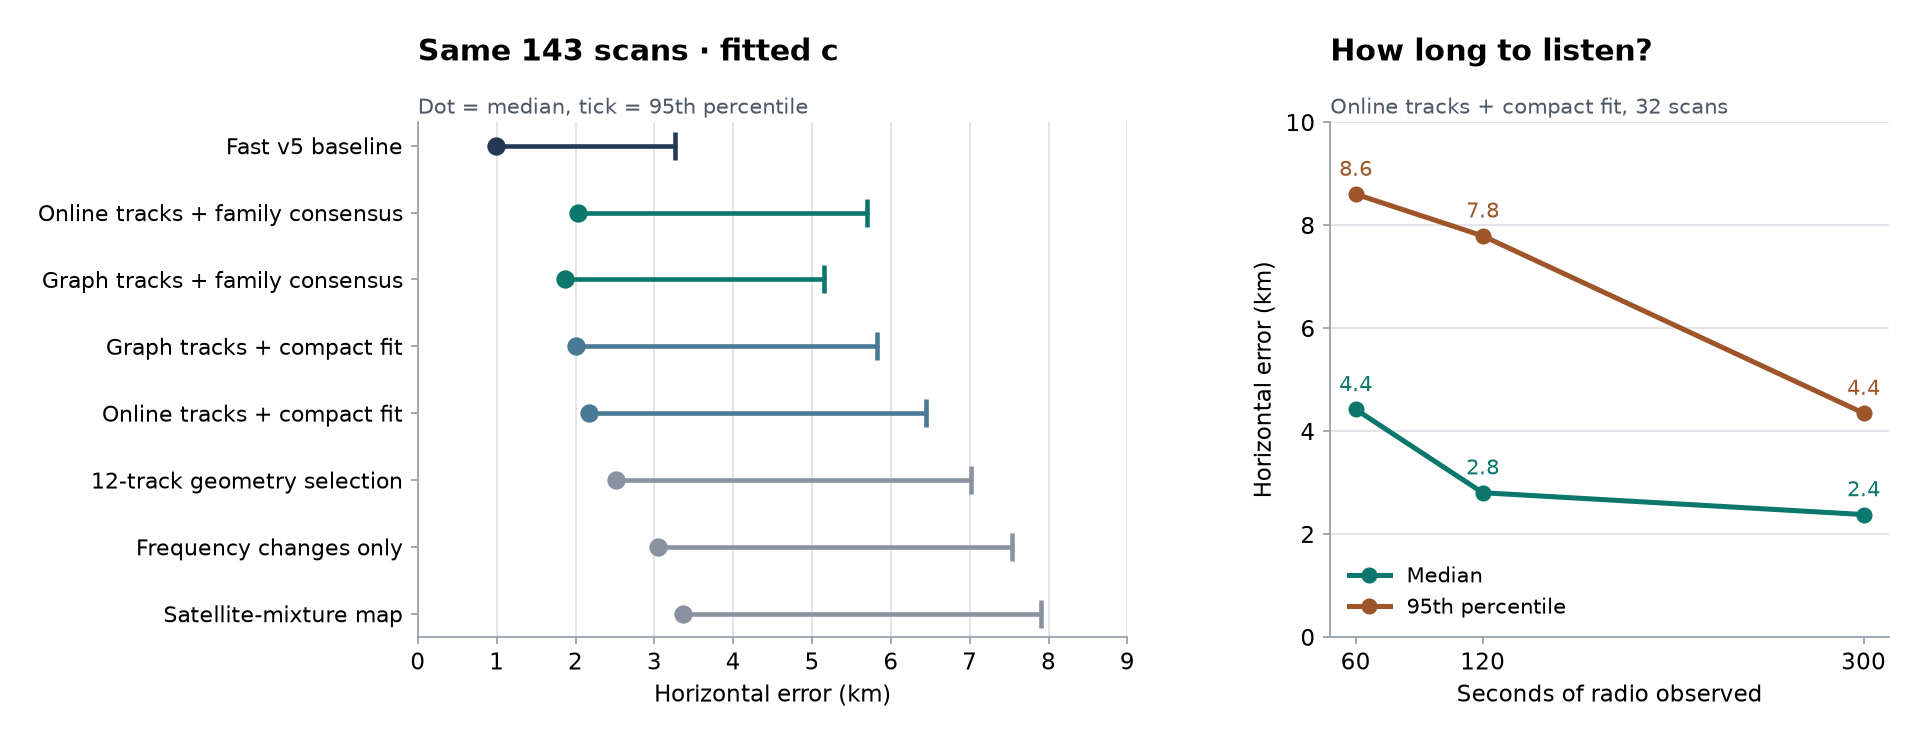 Same 143 scans · fitted c
Dot = median, tick = 95th percentile
Fast v5 baseline
Online tracks + family consensus
Graph tracks + family consensus
Graph tracks + compact fit
Online tracks + compact fit
12-track geometry selection
Frequency changes only
Satellite-mixture map
0 1 2 3 4 5 6 7 8 9
Horizontal error (km)
How long to listen?
Online tracks + compact fit, 32 scans
10
8
6
4
2
0
Horizontal error (km)
8.6
7.8
4.4
4.4
2.8
2.4
Median
95th percentile
60 120 300
Seconds of radio observed